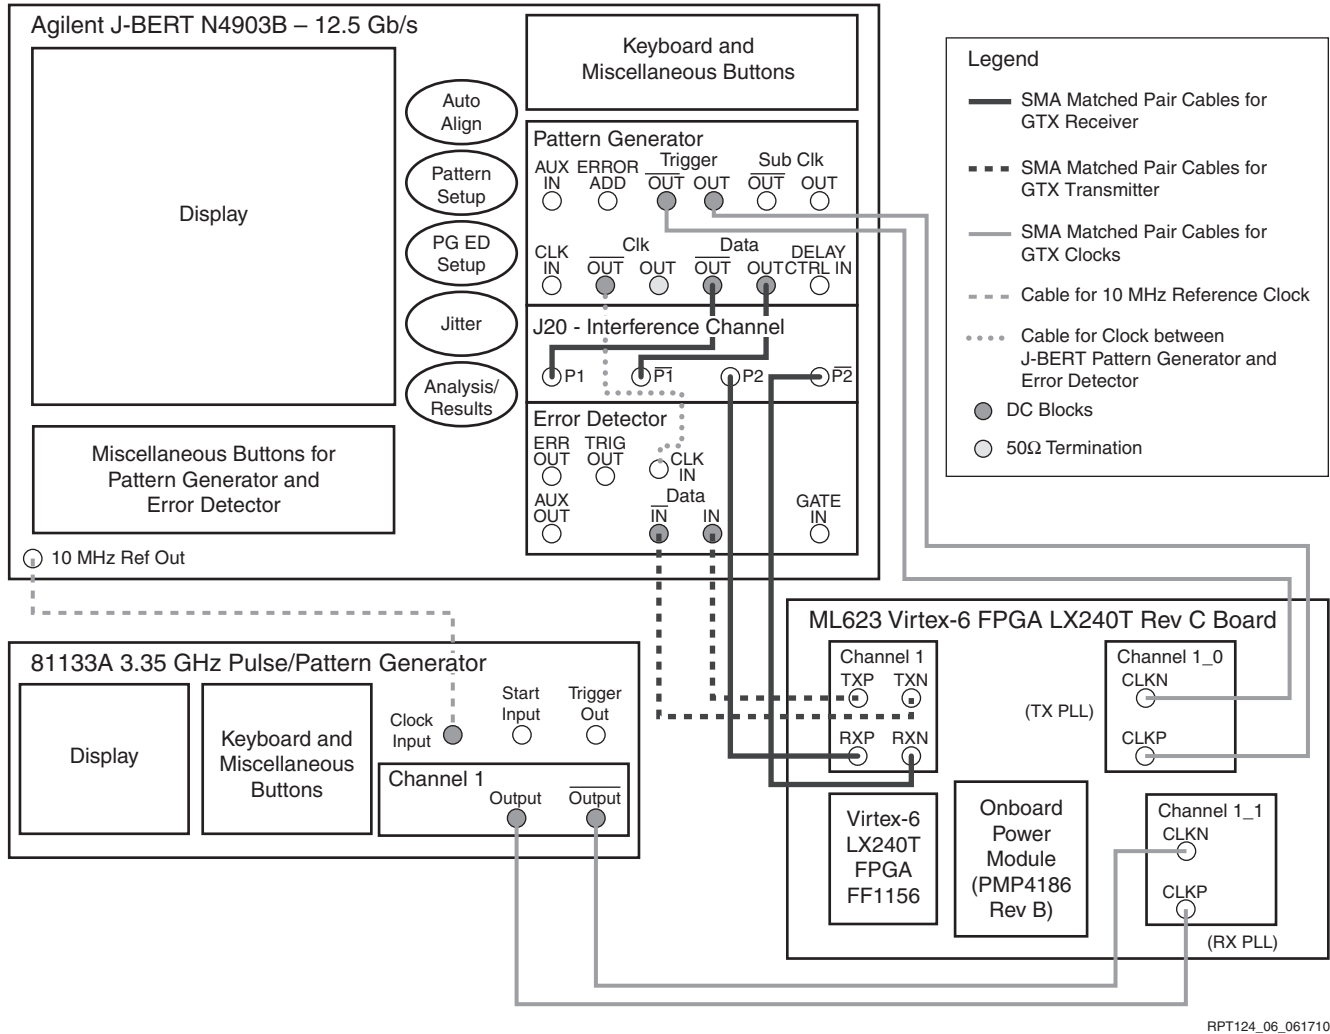 Agilent J-BERT N4903B – 12.5 Gb/s
Display
Auto
Align
Pattern
Setup
PG ED
Setup
Jitter
Analysis/
Results
Miscellaneous Buttons for
Pattern Generator and
Error Detector
10 MHz Ref Out
Keyboard and
Miscellaneous Buttons
Pattern Generator
AUX
IN
ERROR
ADD
Trigger
OUT
OUT
Sub Clk
OUT
OUT
CLK
IN
Clk
OUT
OUT
Data
OUT
OUT
DELAY
CTRL IN
J20 - Interference Channel
P1
P1
P2
P2
Error Detector
ERR
OUT
TRIG
OUT
CLK
IN
AUX
OUT
Data
IN
IN
GATE
IN
Legend
SMA Matched Pair Cables for
GTX Receiver
SMA Matched Pair Cables for
GTX Transmitter
SMA Matched Pair Cables for
GTX Clocks
Cable for 10 MHz Reference Clock
Cable for Clock between
J-BERT Pattern Generator and
Error Detector
DC Blocks
50Ω Termination
81133A 3.35 GHz Pulse/Pattern Generator
Display
Keyboard and
Miscellaneous
Buttons
Clock
Input
Start
Input
Trigger
Out
Channel 1
Output
Output
ML623 Virtex-6 FPGA LX240T Rev C Board
Channel 1
TXP
TXN
RXP
RXN
(TX PLL)
Channel 1_0
CLKN
CLKP
Virtex-6
LX240T
FPGA
FF1156
Onboard
Power
Module
(PMP4186
Rev B)
Channel 1_1
CLKN
CLKP
(RX PLL)
RPT124_06_061710